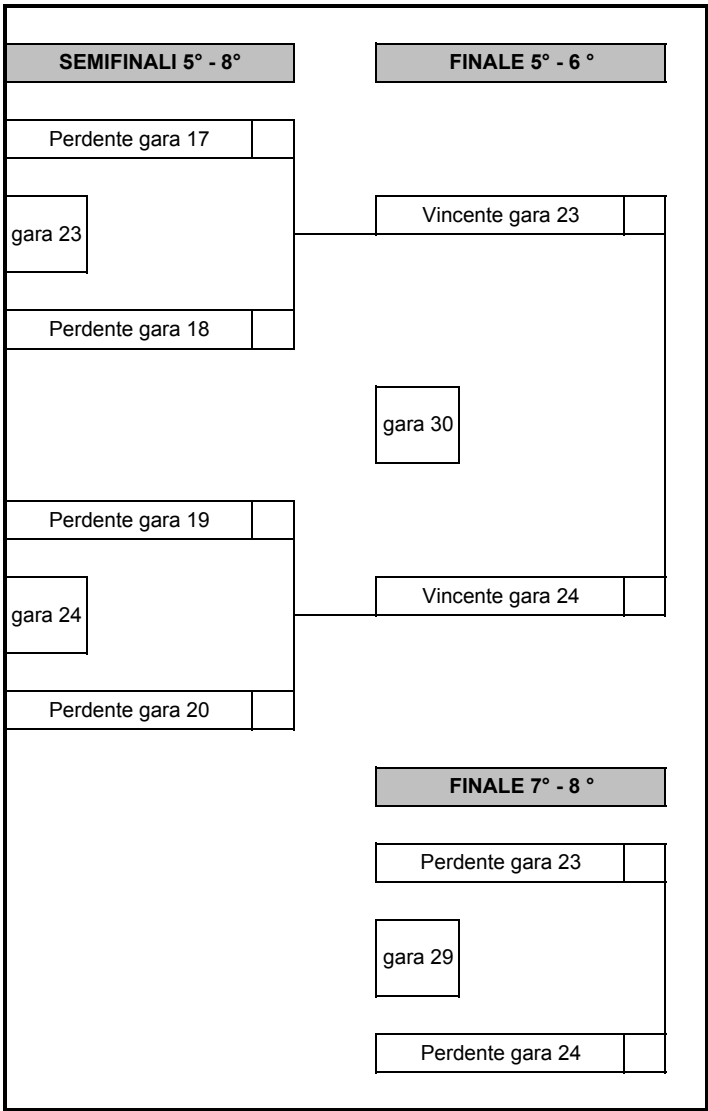 SEMIFINALI 5° - 8°
Perdente gara 17
gara 23
Perdente gara 18
Perdente gara 19
gara 24
Perdente gara 20
FINALE 5° - 6 °
Vincente gara 23
gara 30
Vincente gara 24
FINALE 7° - 8 °
Perdente gara 23
gara 29
Perdente gara 24